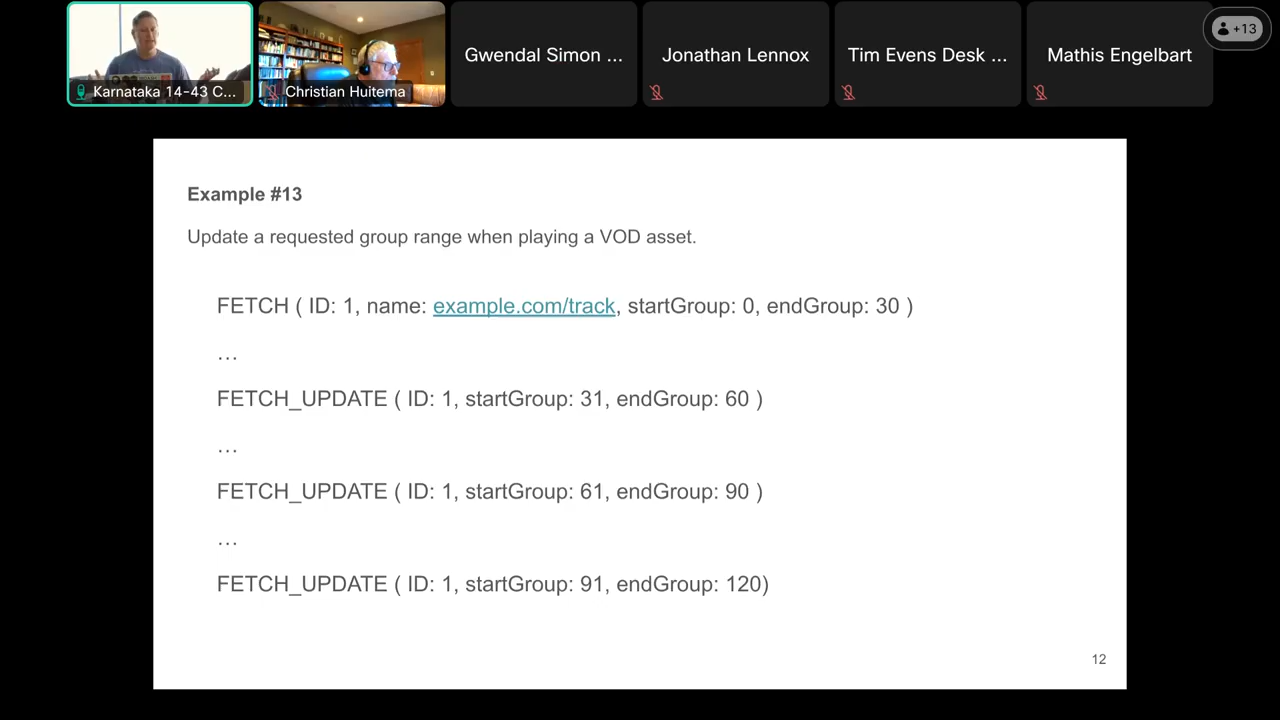 Karnataka 14-43 C...
Christian Huitema
Gwendal Simon ...
Jonathan Lennox
Tim Evens Desk ...
Mathis Engelbart
+13
Example #13
Update a requested group range when playing a VOD asset.
FETCH ( ID: 1, name: example.com/track, startGroup: 0, endGroup: 30 )
…
FETCH_UPDATE ( ID: 1, startGroup: 31, endGroup: 60 )
…
FETCH_UPDATE ( ID: 1, startGroup: 61, endGroup: 90 )
…
FETCH_UPDATE ( ID: 1, startGroup: 91, endGroup: 120)
12